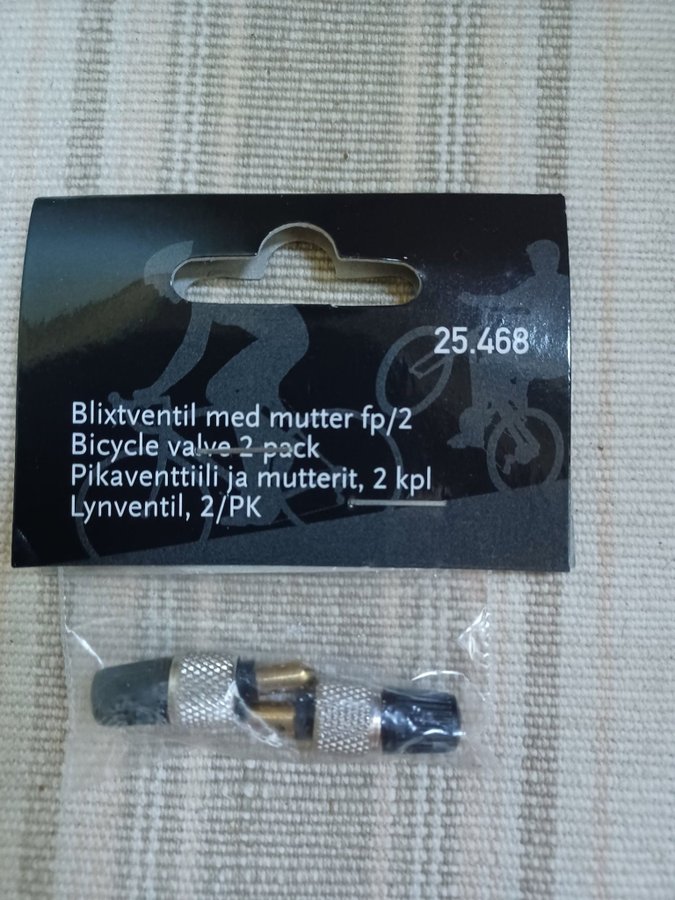 25.468
Blixtventil med mutter fp/2
Bicycle valve 2 pack
Pikaventtiili ja mutterit, 2 kpl
Lynventil, 2/PK